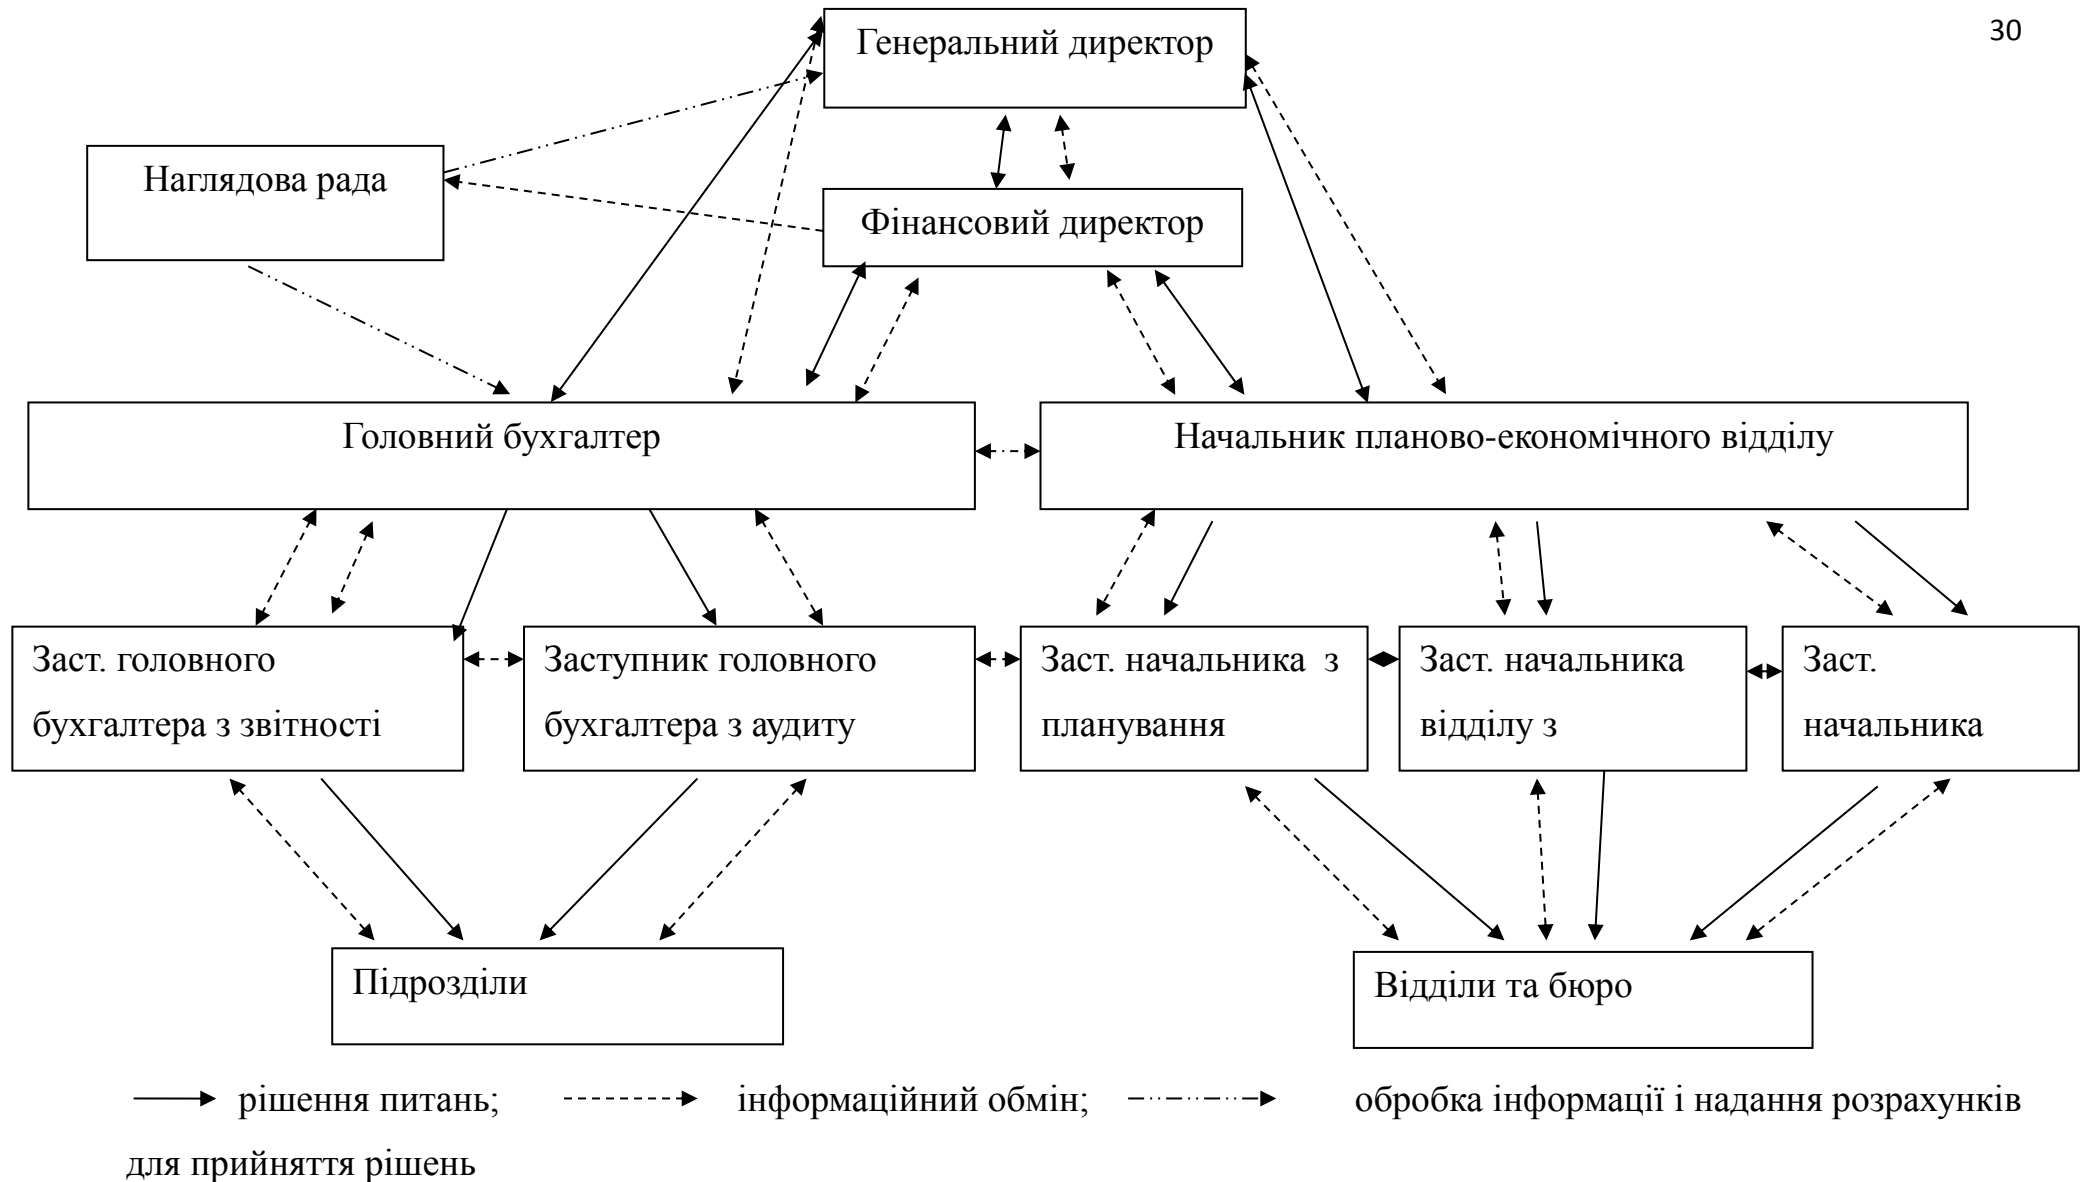 30
Генеральний директор
Наглядова рада
Фінансовий директор
Головний бухгалтер
Начальник планово-економічного відділу
Заст. головного
бухгалтера з звітності
Заступник головного
бухгалтера з аудиту
Заст. начальника з
планування
Заст. начальника
відділу з
Заст.
начальника
Підрозділи
Відділи та бюро
рішення питань; інформаційний обмін; обробка інформації і надання розрахунків
для прийняття рішень